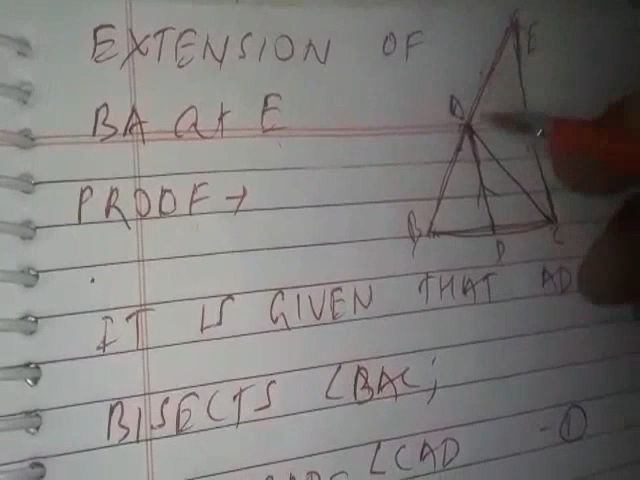 EXTENSION OF
BA at E
PROOF →
IT IS GIVEN THAT AD
BISECTS ∠BAC;
∠CAD -①
E
B
D
C